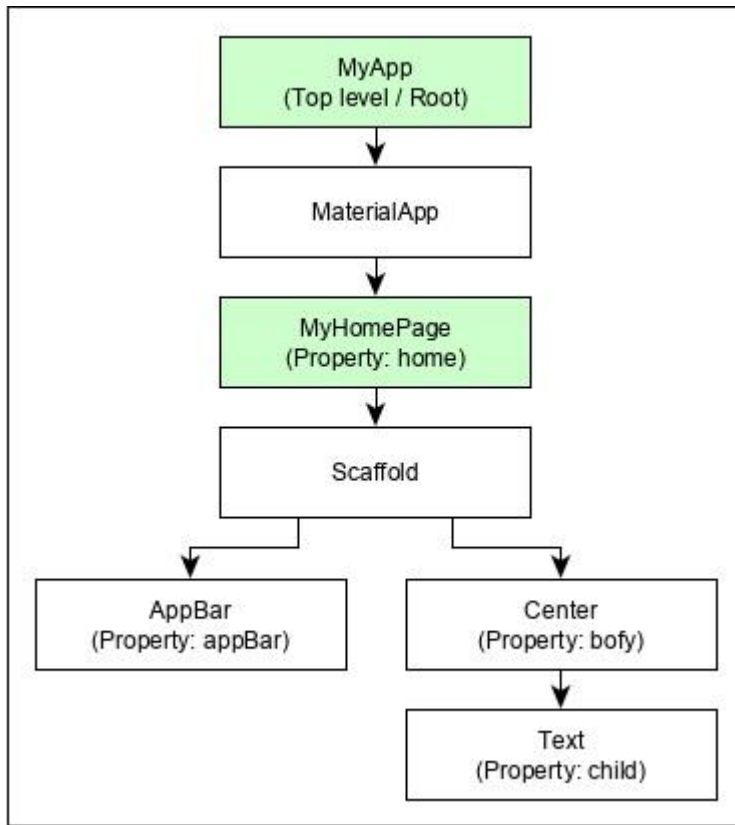 MyApp
(Top level / Root)
MaterialApp
MyHomePage
(Property: home)
Scaffold
AppBar
(Property: appBar)
Center
(Property: bofy)
Text
(Property: child)